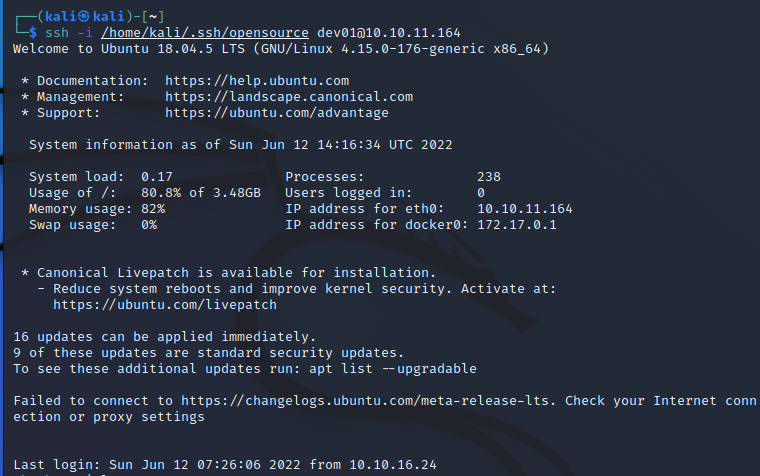 ┌──(kali㉿kali)-[~]
└─$ ssh -i /home/kali/.ssh/opensource dev01@10.10.11.164
Welcome to Ubuntu 18.04.5 LTS (GNU/Linux 4.15.0-176-generic x86_64)
* Documentation:  https://help.ubuntu.com
* Management:     https://landscape.canonical.com
* Support:        https://ubuntu.com/advantage
System information as of Sun Jun 12 14:16:34 UTC 2022
System load:  0.17              Processes:              238
Usage of /:   80.8% of 3.48GB   Users logged in:        0
Memory usage: 82%               IP address for eth0:    10.10.11.164
Swap usage:   0%                IP address for docker0: 172.17.0.1
* Canonical Livepatch is available for installation.
- Reduce system reboots and improve kernel security. Activate at:
https://ubuntu.com/livepatch
16 updates can be applied immediately.
9 of these updates are standard security updates.
To see these additional updates run: apt list --upgradable
Failed to connect to https://changelogs.ubuntu.com/meta-release-lts. Check your Internet conn
ection or proxy settings
Last login: Sun Jun 12 07:26:06 2022 from 10.10.16.24